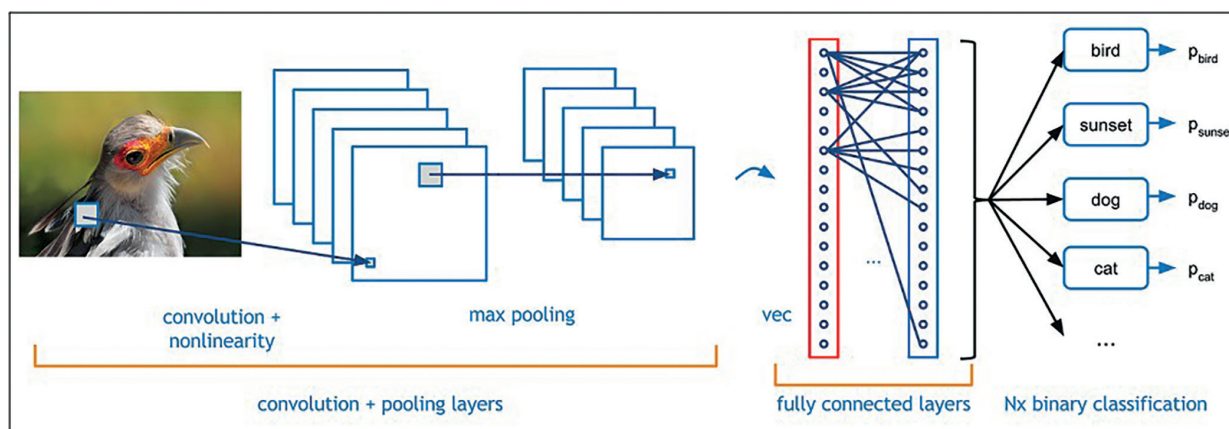 bird
p_bird
sunset
p_sunset
dog
p_dog
cat
p_cat
...
...
convolution +
nonlinearity
max pooling
vec
convolution + pooling layers
fully connected layers
Nx binary classification